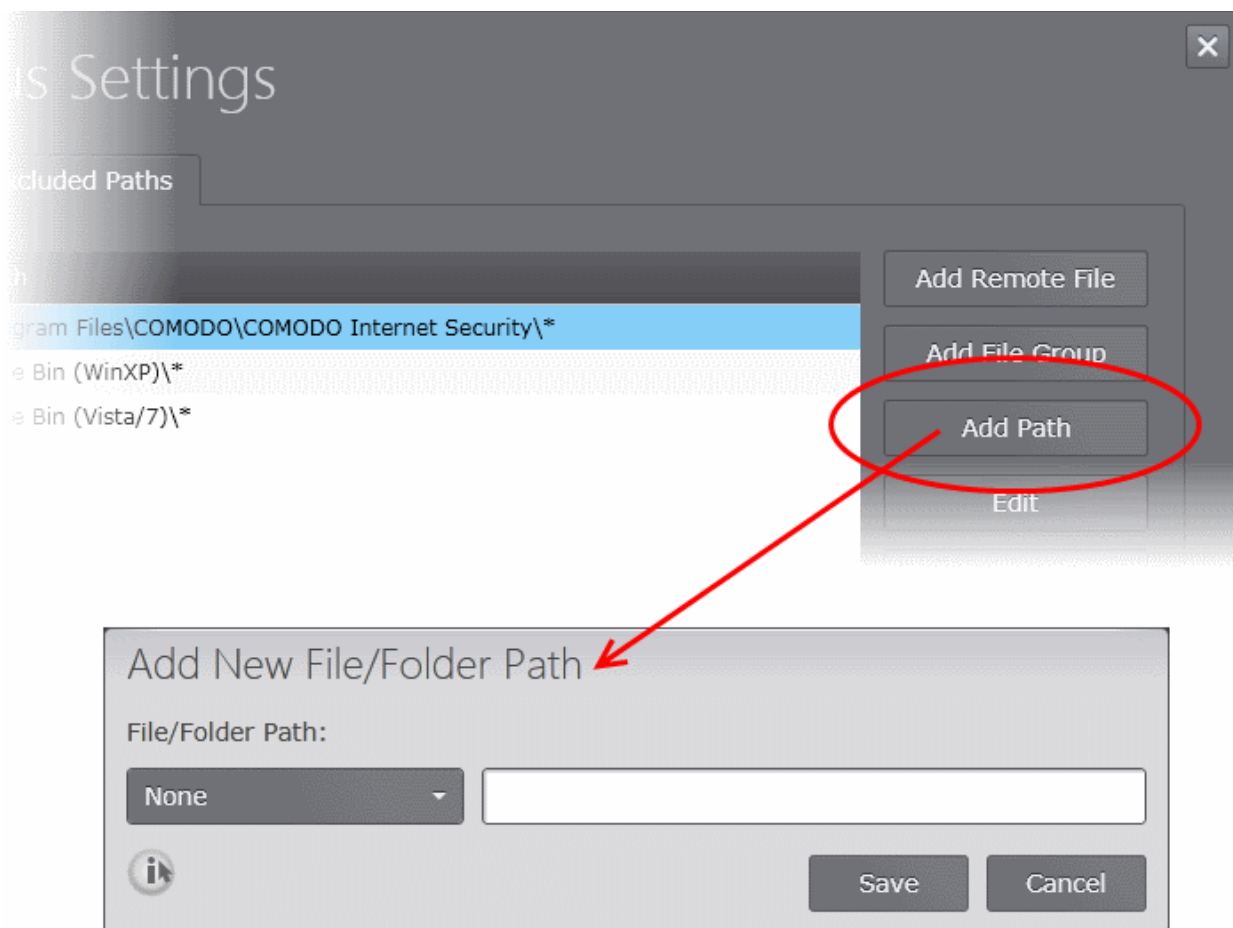 s Settings
cluded Paths
h
Add Remote File
gram Files\COMODO\COMODO Internet Security\*
Add File Group
e Bin (WinXP)\*
e Bin (Vista/7)\*
Add Path
Edit
Add New File/Folder Path
File/Folder Path:
None
Save
Cancel